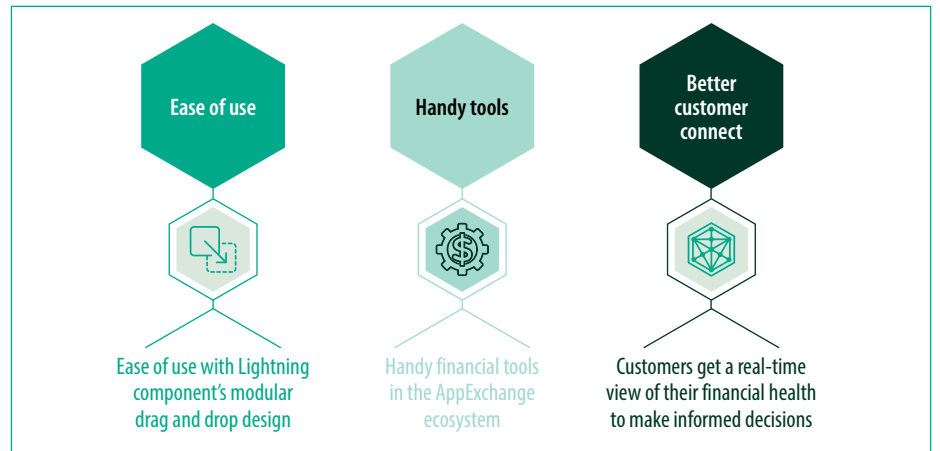 Ease of use
Handy tools
Better
customer
connect
$
Ease of use with Lightning
component’s modular
drag and drop design
Handy financial tools
in the AppExchange
ecosystem
Customers get a real-time
view of their financial health
to make informed decisions